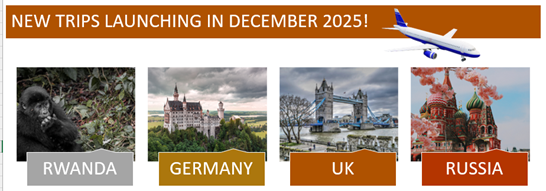 NEW TRIPS LAUNCHING IN DECEMBER 2025!
RWANDA
GERMANY
UK
RUSSIA